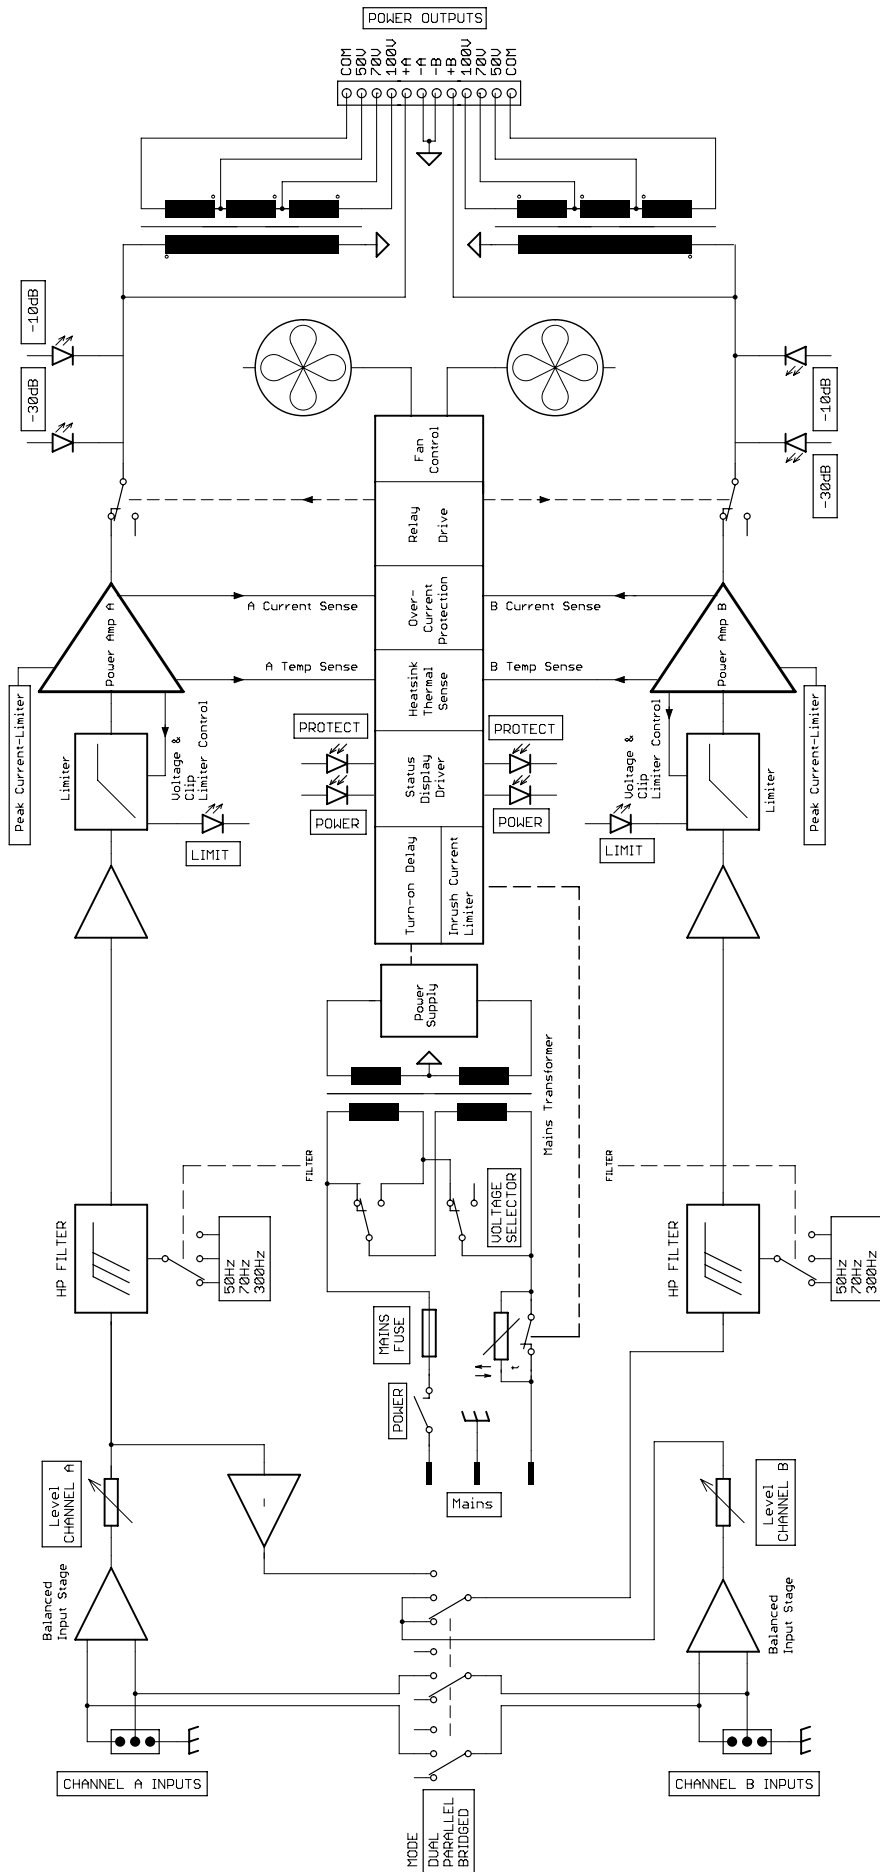 POWER OUTPUTS
COM
50V
70V
100V
+A
-A
-B
+B
100V
70V
50V
COM
-10dB
-30dB
-10dB
-30dB
Fan
Control
Relay
Drive
Over-
Current
Protection
Heatsink
Thermal
Sense
Status
Display
Driver
Turn-on Delay
Inrush Current
Limiter
A Current Sense
B Current Sense
A Temp Sense
B Temp Sense
Power Amp A
Power Amp B
Peak Current-Limiter
Peak Current-Limiter
Limiter
Voltage &
Clip
Limiter Control
LIMIT
PROTECT
POWER
PROTECT
POWER
Voltage &
Clip
Limiter Control
Limiter
LIMIT
Power
Supply
Mains Transformer
HP FILTER
FILTER
50Hz
70Hz
300Hz
VOLTAGE
SELECTOR
FILTER
HP FILTER
50Hz
70Hz
300Hz
MAINS
FUSE
t
POWER
Mains
Level
CHANNEL A
Level
CHANNEL B
Balanced
Input Stage
Balanced
Input Stage
CHANNEL A INPUTS
CHANNEL B INPUTS
MODE
DUAL
PARALLEL
BRIDGED